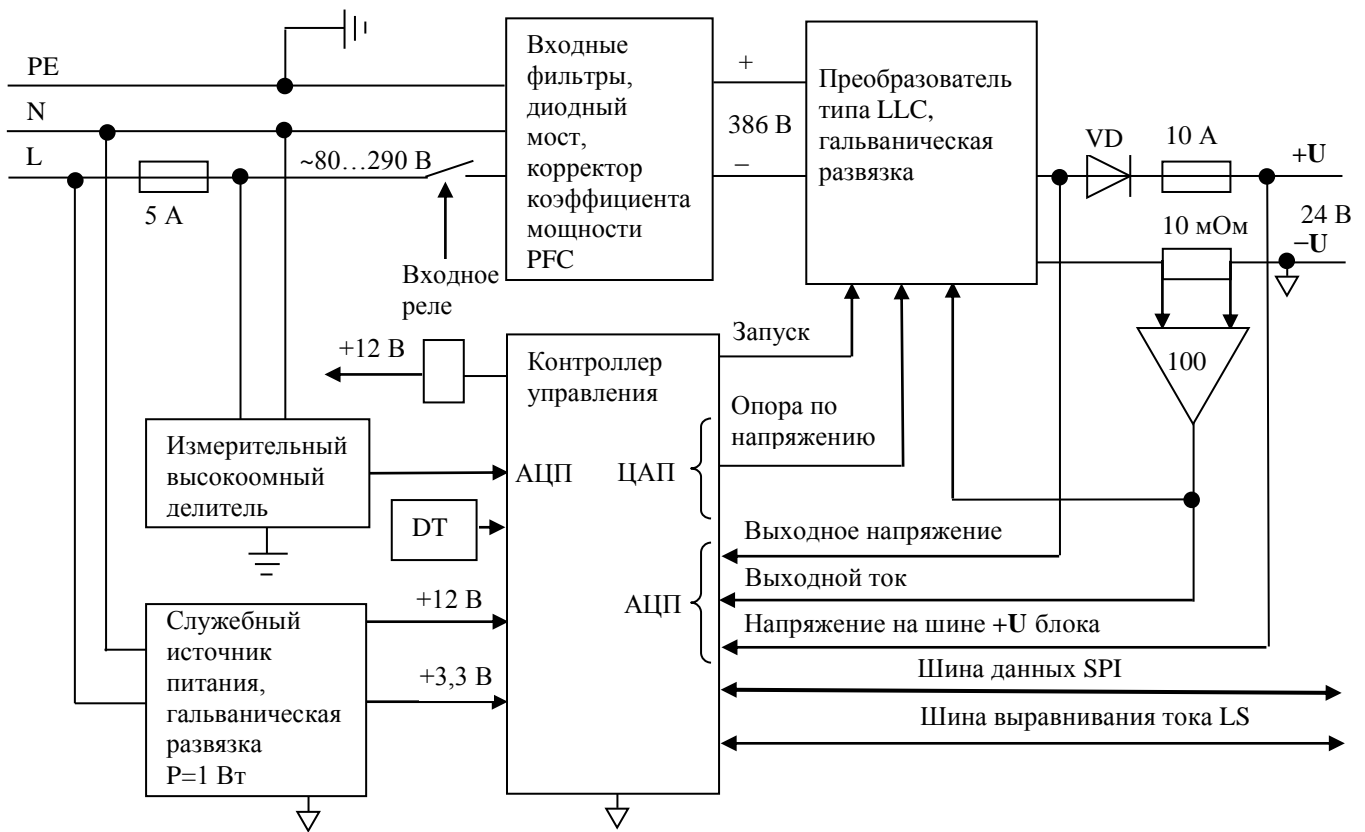 PE
N
L
5 А
~80…290 В
Входное
реле
Входные
фильтры,
диодный
мост,
корректор
коэффициента
мощности
PFC
+
386 В
–
Преобразователь
типа LLC,
гальваническая
развязка
VD
10 А
+U
24 В
–U
10 мОм
100
+12 В
Контроллер
управления
Запуск
Опора по
напряжению
ЦАП
АЦП
Измерительный
высокоомный
делитель
DT
Выходное напряжение
Выходной ток
АЦП
Напряжение на шине +U блока
Шина данных SPI
Шина выравнивания тока LS
Служебный
источник
питания,
гальваническая
развязка
P=1 Вт
+12 В
+3,3 В